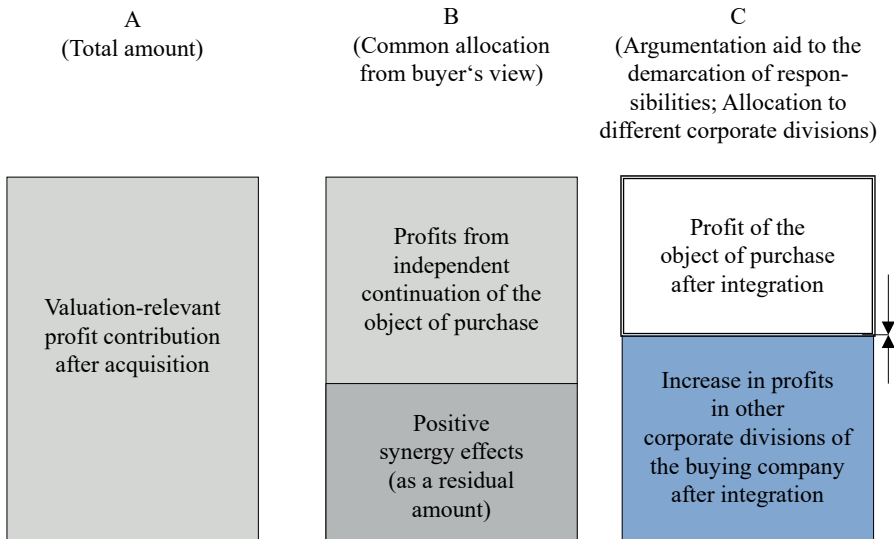 A
(Total amount)
B
(Common allocation
from buyer‘s view)
C
(Argumentation aid to the
demarcation of respon-
sibilities; Allocation to
different corporate divisions)
Valuation-relevant
profit contribution
after acquisition
Profits from
independent
continuation of the
object of purchase
Positive
synergy effects
(as a residual
amount)
Profit of the
object of purchase
after integration
Increase in profits
in other
corporate divisions of
the buying company
after integration